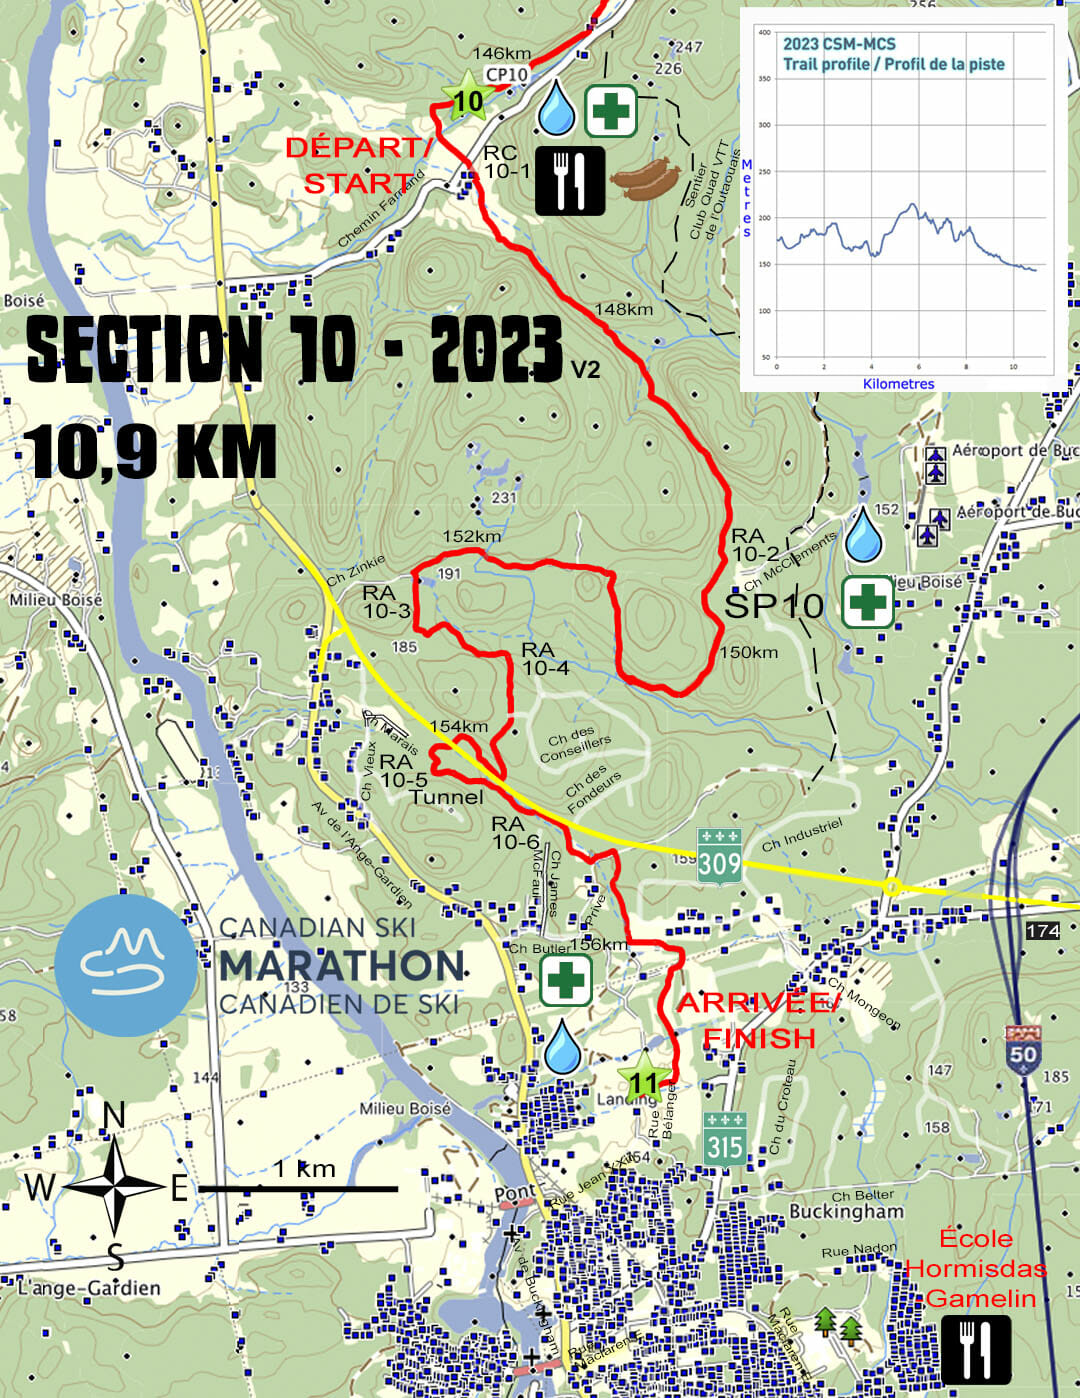 256
247
226
146km
CP10
10
DÉPART/
START
RC
10-1
Chemin Farrand
Sentier
Club Quad VTT
de l'Outaouais
2023 CSM-MCS
Trail profile / Profil de la piste
400
350
300
250
200
150
100
50
0
2
4
6
8
10
Metres
Kilometres
Boisé
148km
SECTION 10 - 2023 V2
10,9 KM
231
152km
191
Ch Zinkie
RA
10-3
185
Milieu Boisé
RA
10-2
Ch McClements
SP10
150km
RA
10-4
152
Aéroport de Buc
Aéroport de Buc
lieu Boisé
154km
Ch Marais
Ch Vieux
RA
10-5
Tunnel
Ch des
Conseillers
Ch des
Fondeurs
RA
10-6
Av de l'Ange-Gardien
Ch James
McFaul
Privé
159
309
Ch Industriel
174
Ch Butler
156km
CANADIAN SKI
MARATHON
CANADIEN DE SKI
133
58
144
ARRIVÉE/
FINISH
Ch Mongeon
50
147
185
171
158
11
Landing
Rue
Bélanger
315
Ch du Croteau
Milieu Boisé
N
W
E
S
1 km
154
Rue Jean XXIII
Pont
Ch Belter
Buckingham
Rue Nadon
École
Hormisdas
-Gamelin
L'ange-Gardien
Av de Buckingham
Rue
Maclaren E
Rue
Maclaren E